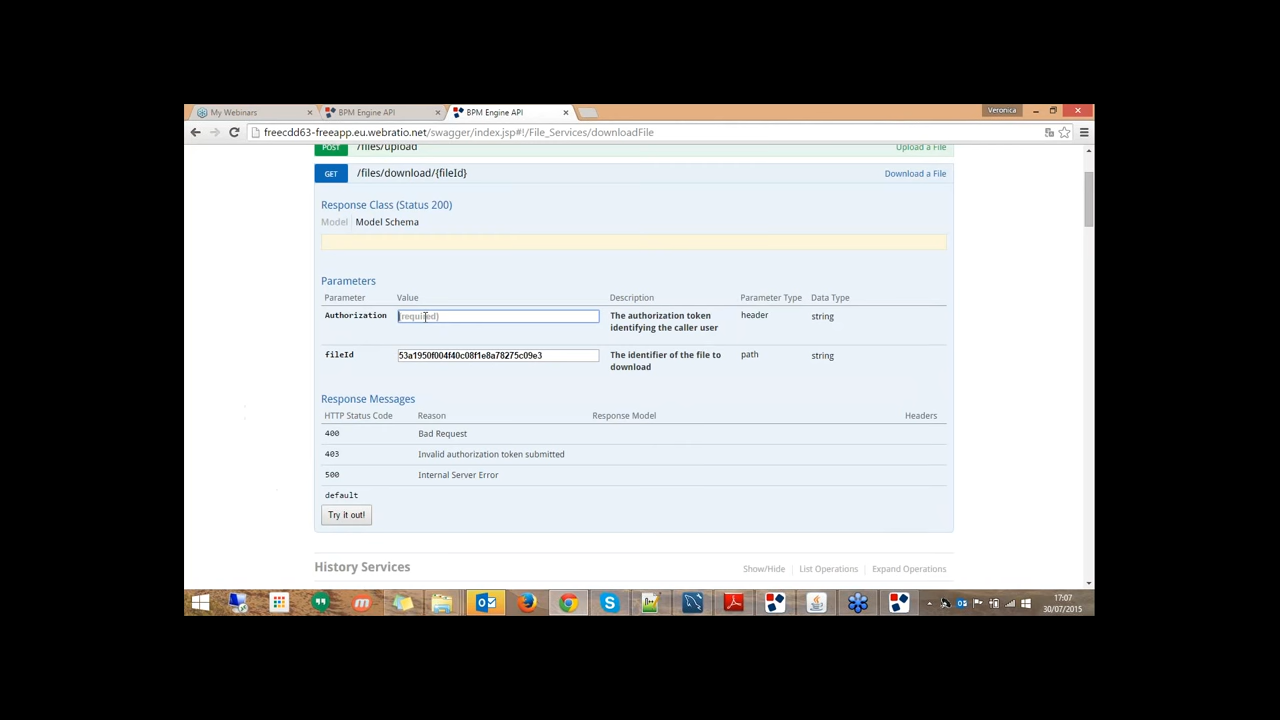 My Webinars
BPM Engine API
BPM Engine API
Veronica
freecdd63-freeapp.eu.webratio.net/swagger/index.jsp#!/File_Services/downloadFile
POST /files/upload Upload a File
GET /files/download/{fileId} Download a File
Response Class (Status 200)
Model Model Schema
Parameters
Parameter Value Description Parameter Type Data Type
Authorization (required) The authorization token header string
identifying the caller user
fileId 53a1950f004f40c08f1e8a78275c09e3 The identifier of the file to path string
download
Response Messages
HTTP Status Code Reason Response Model Headers
400 Bad Request
403 Invalid authorization token submitted
500 Internal Server Error
default
Try it out!
History Services Show/Hide List Operations Expand Operations
17:07
30/07/2015